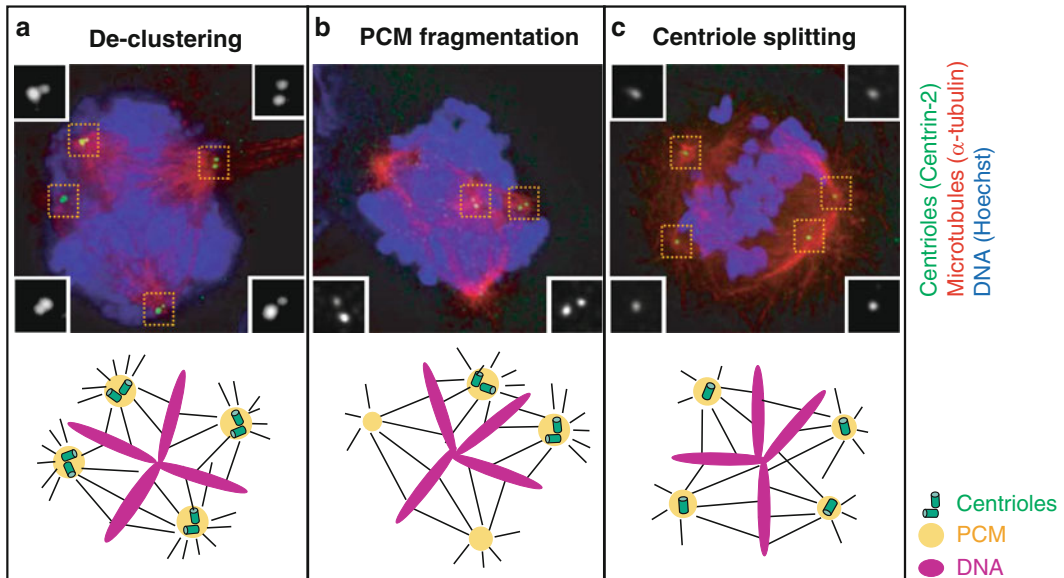 a
De-clustering
b
PCM fragmentation
c
Centriole splitting
Centrioles (Centrin-2)
Microtubules (α-tubulin)
DNA (Hoechst)
Centrioles
PCM
DNA